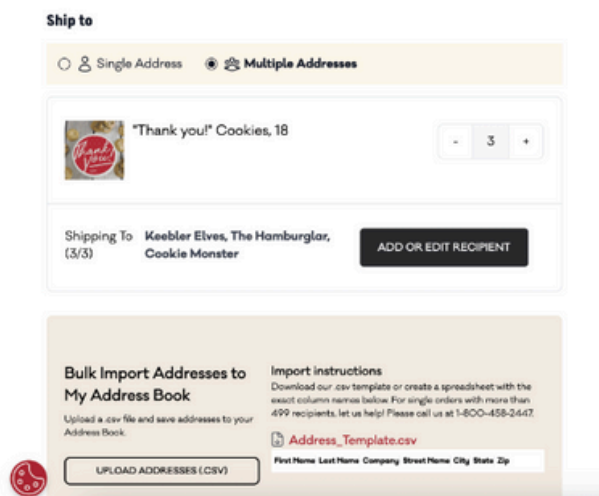 Ship to
Single Address
Multiple Addresses
Thank
you!
"Thank you!" Cookies, 18
- 3 +
Shipping To
(3/3)
Keebler Elves, The Hamburglar,
Cookie Monster
ADD OR EDIT RECIPIENT
Bulk Import Addresses to
My Address Book
Upload a .csv file and save addresses to your
Address Book.
UPLOAD ADDRESSES (.CSV)
Import instructions
Download our .csv template or create a spreadsheet with the
exact column names below. For single orders with more than
499 recipients, let us help! Please call us at 1-800-458-2447.
Address_Template.csv
First Name Last Name Company Street Name City State Zip